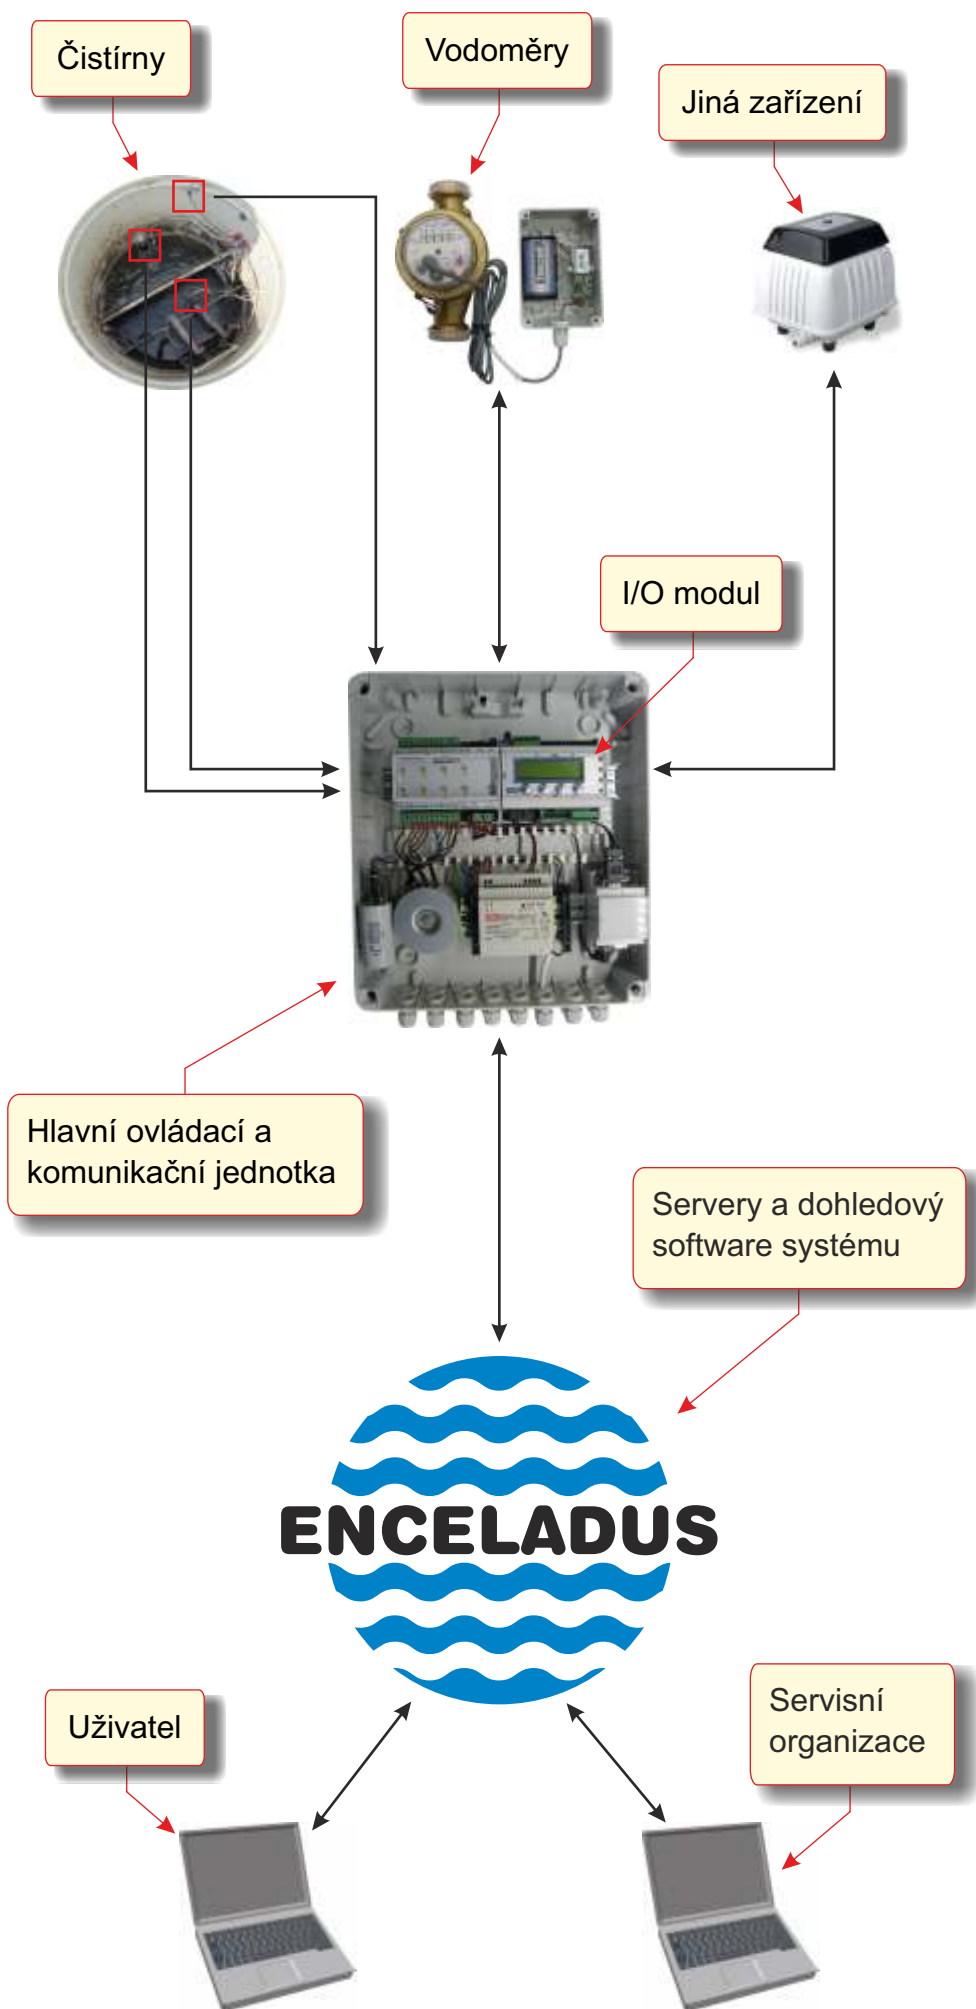 Čistírny
Vodoměry
Jiná zařízení
I/O modul
Hlavní ovládací a
komunikační jednotka
Servery a dohledový
software systému
ENCELADUS
Uživatel
Servisní
organizace